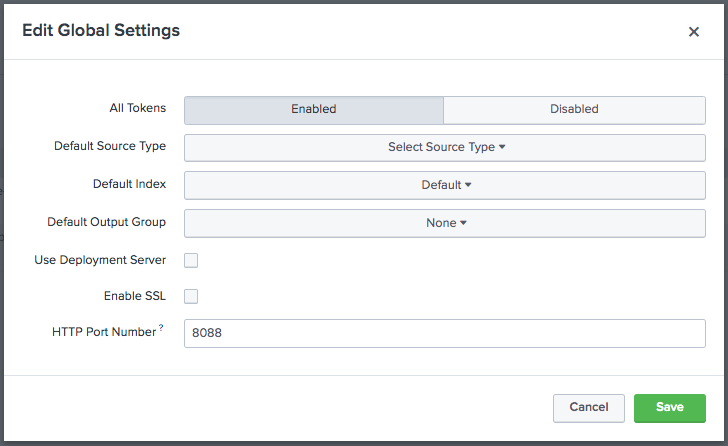 Edit Global Settings ×
All Tokens Enabled Disabled
Default Source Type Select Source Type
Default Index Default
Default Output Group None
Use Deployment Server
Enable SSL
HTTP Port Number ? 8088
Cancel Save